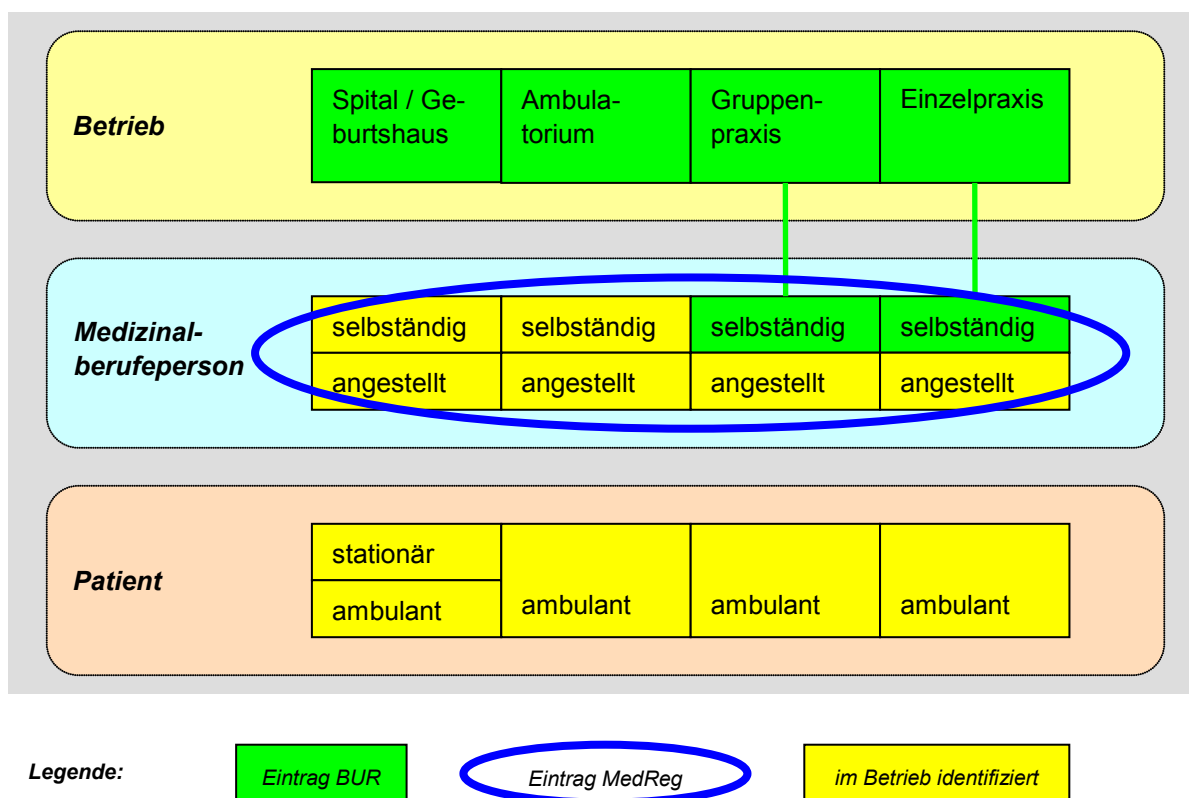 Betrieb
Spital / Ge-
burtshaus
Ambula-
torium
Gruppen-
praxis
Einzelpraxis
Medizinal-
berufeperson
selbständig
selbständig
selbständig
selbständig
angestellt
angestellt
angestellt
angestellt
Patient
stationär
ambulant
ambulant
ambulant
ambulant
Legende:
Eintrag BUR
Eintrag MedReg
im Betrieb identifiziert